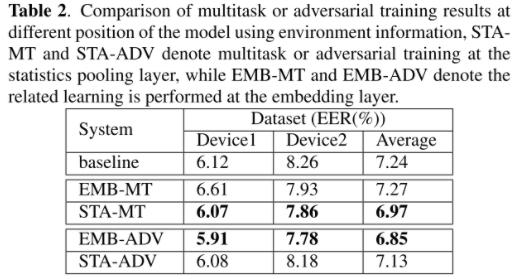 Table 2. Comparison of multitask or adversarial training results at
different position of the model using environment information, STA-
MT and STA-ADV denote multitask or adversarial training at the
statistics pooling layer, while EMB-MT and EMB-ADV denote the
related learning is performed at the embedding layer.
System Dataset (EER(%))
Device1 Device2 Average
baseline 6.12 8.26 7.24
EMB-MT 6.61 7.93 7.27
STA-MT 6.07 7.86 6.97
EMB-ADV 5.91 7.78 6.85
STA-ADV 6.08 8.18 7.13